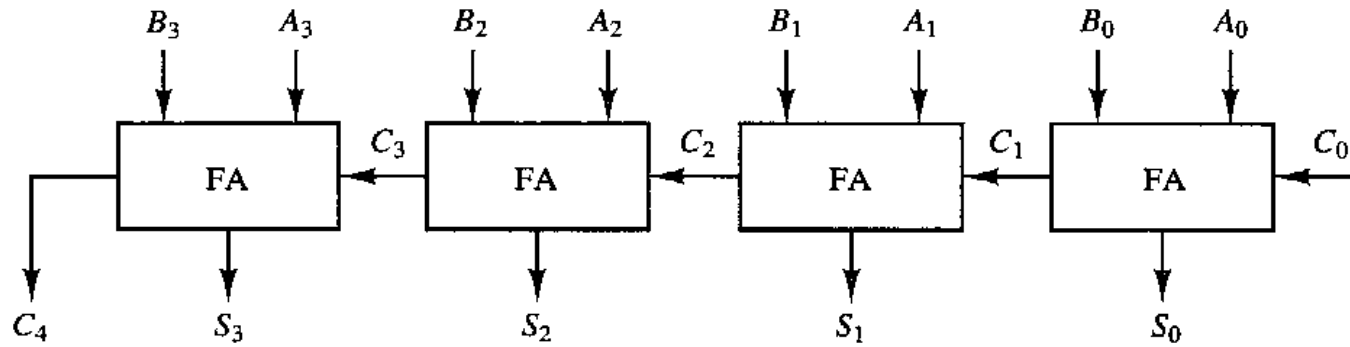 B₃ A₃ B₂ A₂ B₁ A₁ B₀ A₀
C₃ C₂ C₁ C₀
FA FA FA FA
C₄ S₃ S₂ S₁ S₀